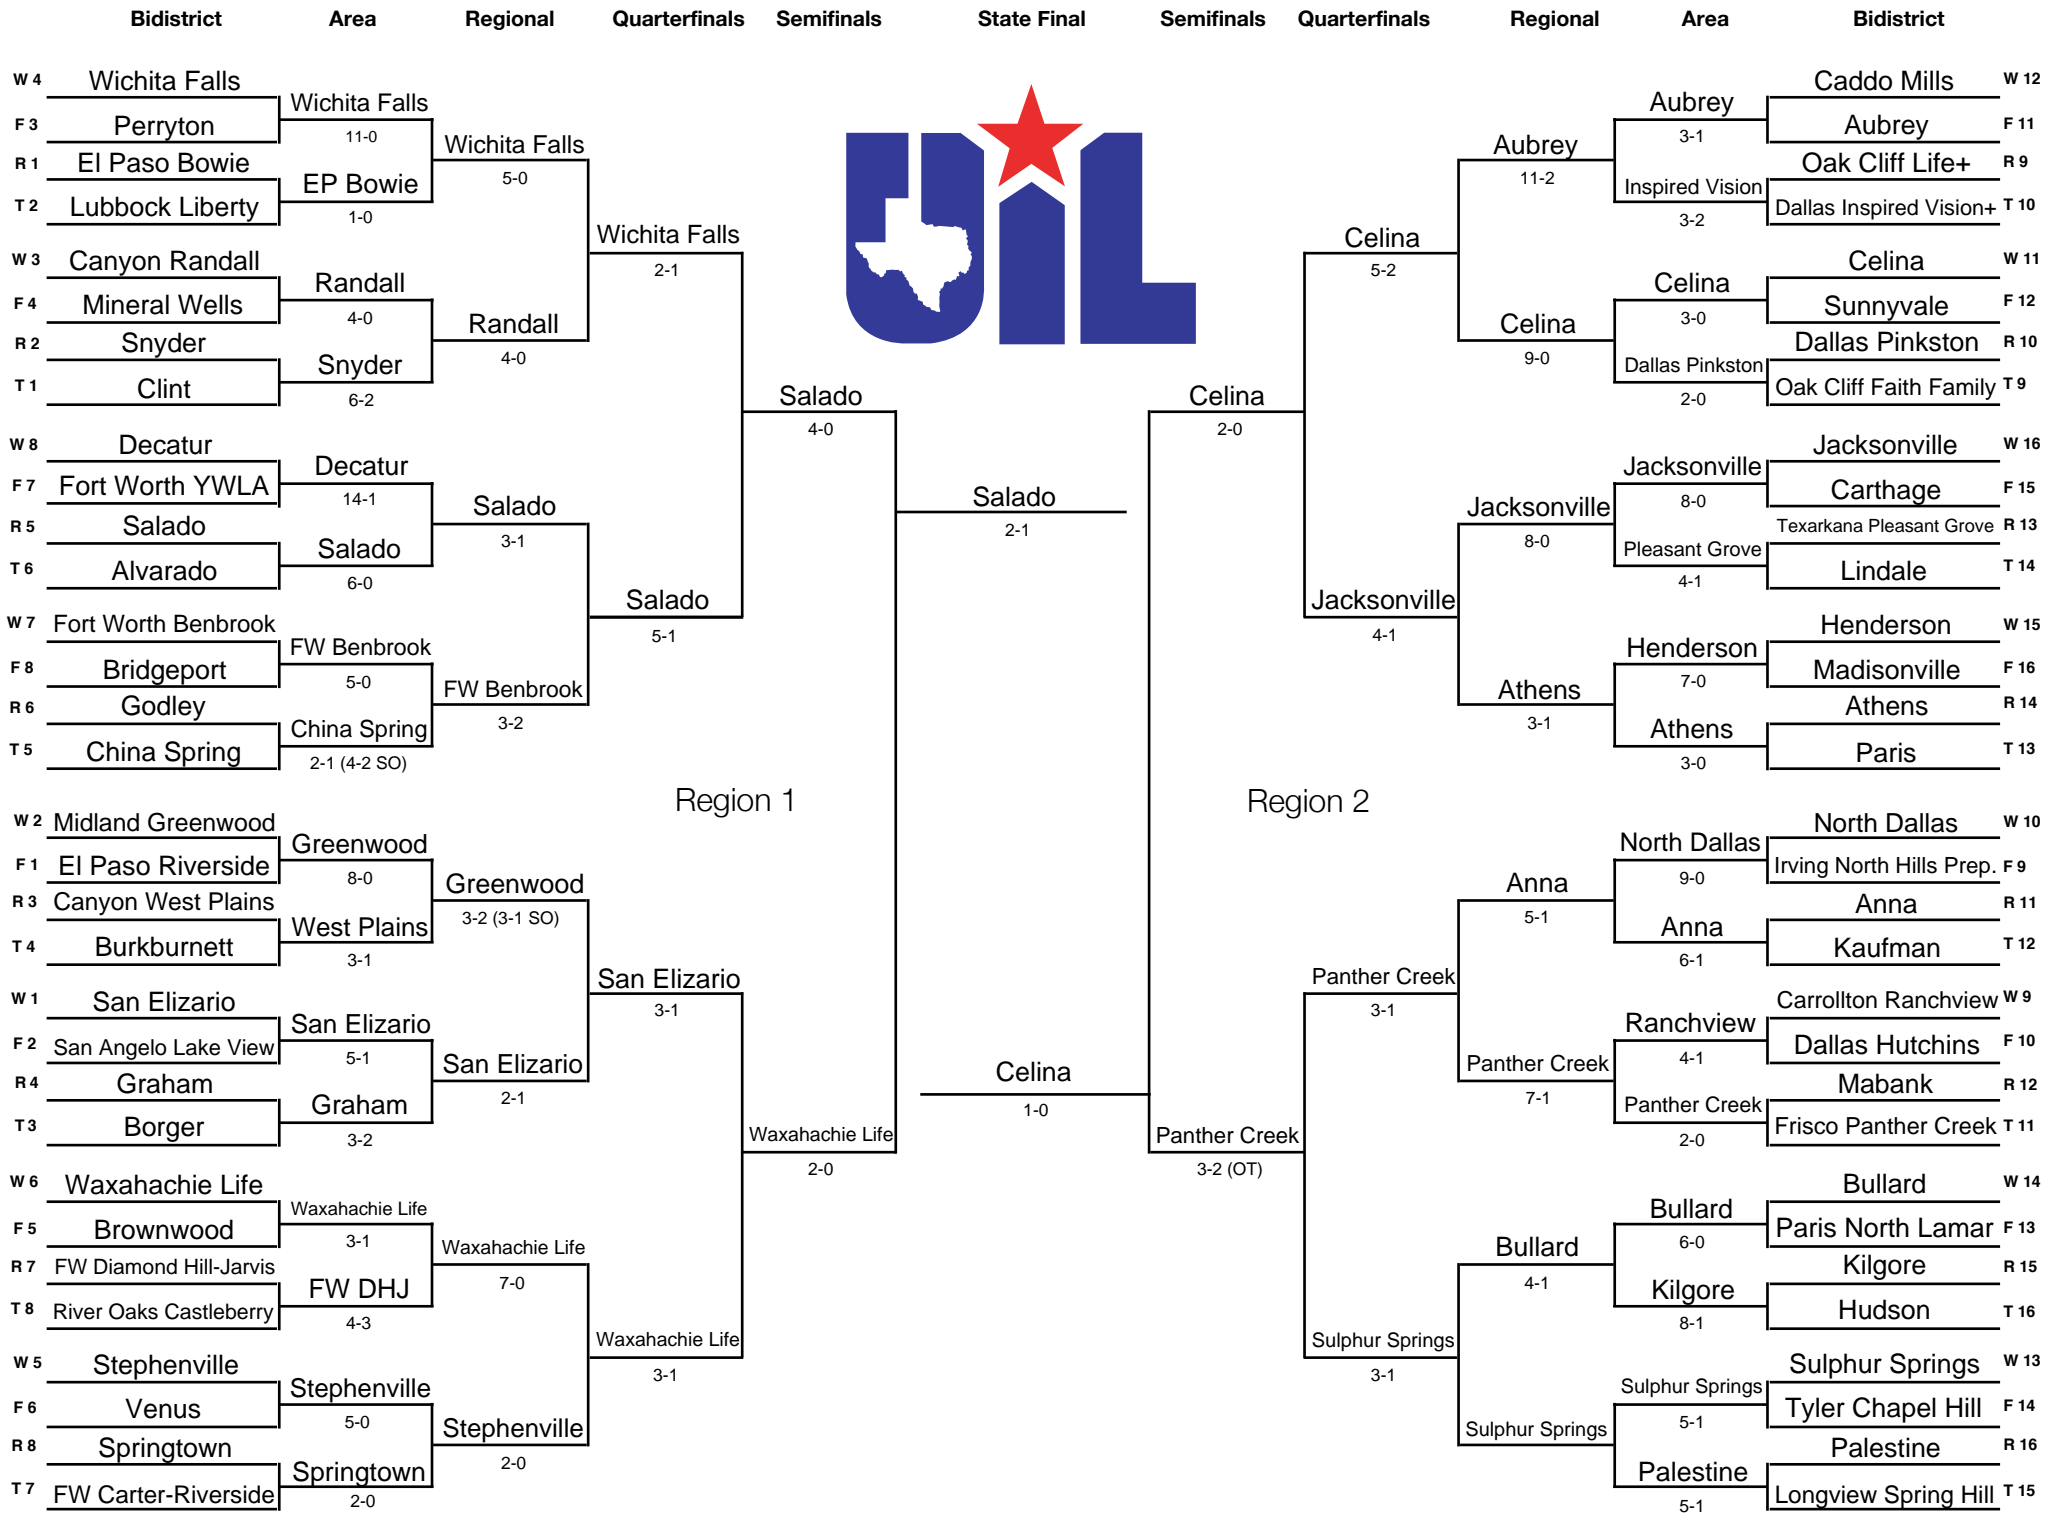 Bidistrict Area Regional Quarterfinals Semifinals State Final Semifinals Quarterfinals Regional Area Bidistrict
W 4 Wichita Falls
F 3 Perryton
R 1 El Paso Bowie
T 2 Lubbock Liberty
W 3 Canyon Randall
F 4 Mineral Wells
R 2 Snyder
T 1 Clint
W 8 Decatur
F 7 Fort Worth YWLA
R 5 Salado
T 6 Alvarado
W 7 Fort Worth Benbrook
F 8 Bridgeport
R 6 Godley
T 5 China Spring
W 2 Midland Greenwood
F 1 El Paso Riverside
R 3 Canyon West Plains
T 4 Burkburnett
W 1 San Elizario
F 2 San Angelo Lake View
R 4 Graham
T 3 Borger
W 6 Waxahachie Life
F 5 Brownwood
R 7 FW Diamond Hill-Jarvis
T 8 River Oaks Castleberry
W 5 Stephenville
F 6 Venus
R 8 Springtown
T 7 FW Carter-Riverside
Wichita Falls
11-0
EP Bowie
1-0
Randall
4-0
Snyder
6-2
Decatur
14-1
Salado
6-0
FW Benbrook
5-0
China Spring
2-1 (4-2 SO)
Greenwood
8-0
West Plains
3-1
San Elizario
5-1
Graham
3-2
Waxahachie Life
3-1
FW DHJ
4-3
Stephenville
5-0
Springtown
2-0
Wichita Falls
5-0
Randall
4-0
Salado
3-1
FW Benbrook
3-2
Greenwood
3-2 (3-1 SO)
San Elizario
2-1
Waxahachie Life
7-0
Stephenville
2-0
Wichita Falls
2-1
Salado
5-1
Region 1
San Elizario
3-1
Waxahachie Life
3-1
Salado
4-0
Waxahachie Life
2-0
UIL
Salado
2-1
Celina
1-0
Celina
2-0
Panther Creek
3-2 (OT)
Celina
5-2
Jacksonville
4-1
Region 2
Panther Creek
3-1
Sulphur Springs
3-1
Aubrey
11-2
Celina
9-0
Jacksonville
8-0
Athens
3-1
Anna
5-1
Panther Creek
7-1
Bullard
4-1
Sulphur Springs
Aubrey
3-1
Inspired Vision
3-2
Celina
3-0
Dallas Pinkston
2-0
Jacksonville
8-0
Pleasant Grove
4-1
Henderson
7-0
Athens
3-0
North Dallas
9-0
Anna
6-1
Ranchview
4-1
Panther Creek
2-0
Bullard
6-0
Kilgore
8-1
Sulphur Springs
5-1
Palestine
5-1
Caddo Mills W 12
Aubrey F 11
Oak Cliff Life+ R 9
Dallas Inspired Vision+ T 10
Celina W 11
Sunnyvale F 12
Dallas Pinkston R 10
Oak Cliff Faith Family T 9
Jacksonville W 16
Carthage F 15
Texarkana Pleasant Grove R 13
Lindale T 14
Henderson W 15
Madisonville F 16
Athens R 14
Paris T 13
North Dallas W 10
Irving North Hills Prep. F 9
Anna R 11
Kaufman T 12
Carrollton Ranchview W 9
Dallas Hutchins F 10
Mabank R 12
Frisco Panther Creek T 11
Bullard W 14
Paris North Lamar F 13
Kilgore R 15
Hudson T 16
Sulphur Springs W 13
Tyler Chapel Hill F 14
Palestine R 16
Longview Spring Hill T 15